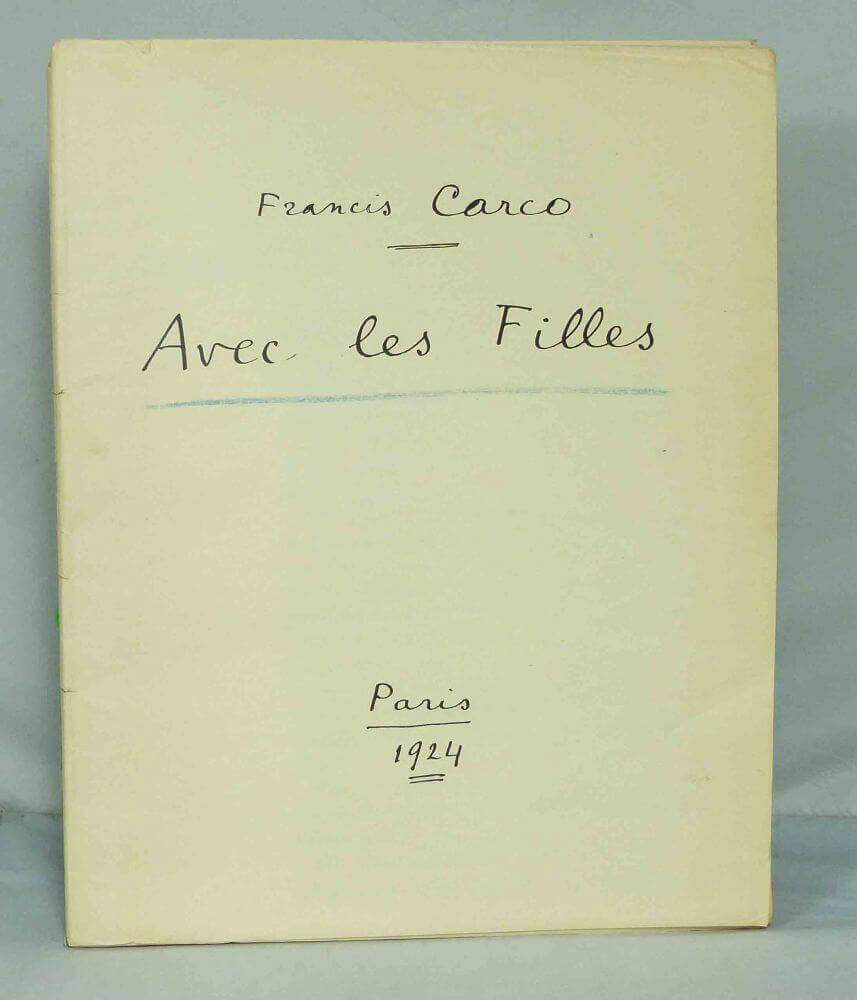 Francis Carco
Avec les Filles
Paris
1924